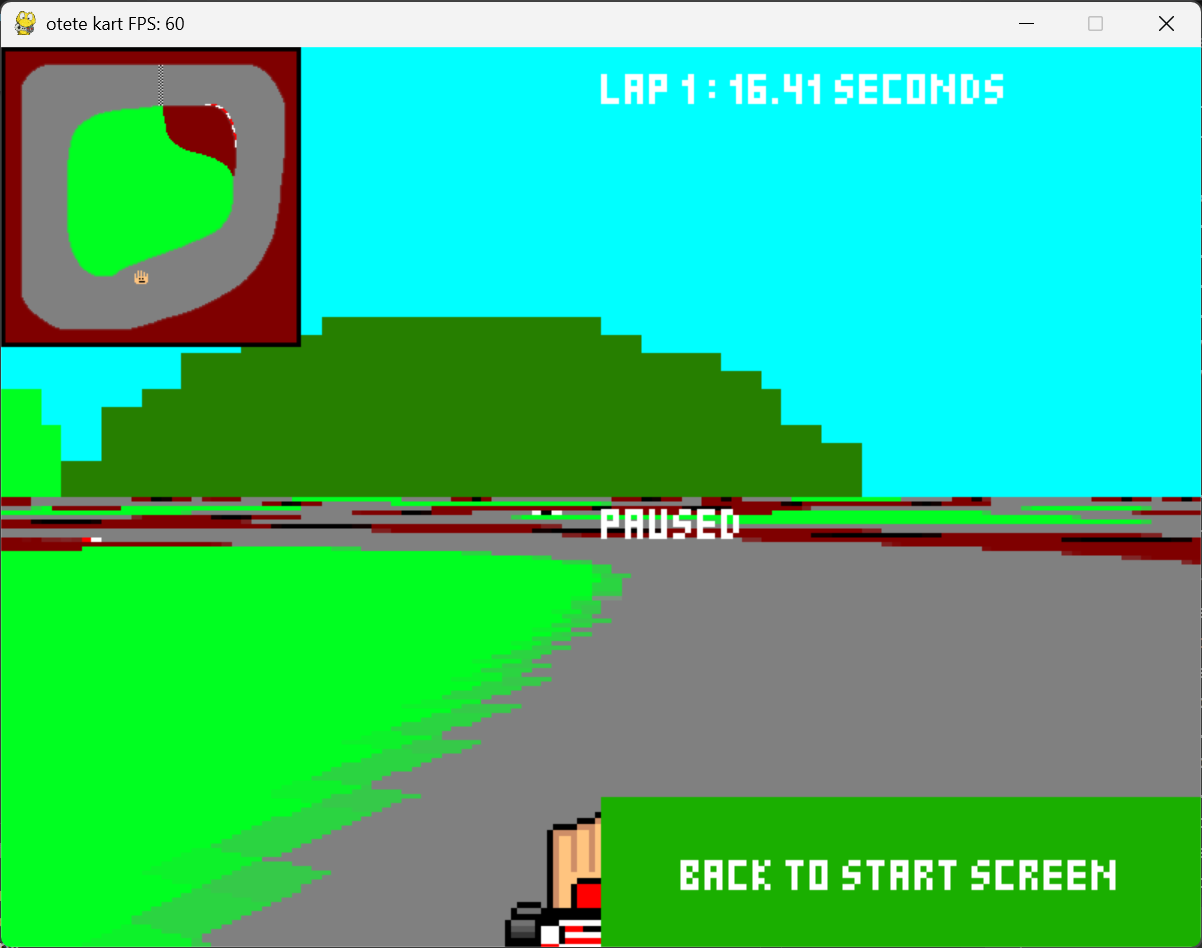 otete kart FPS: 60
LAP 1 : 16.41 SECONDS
PAUSED
BACK TO START SCREEN